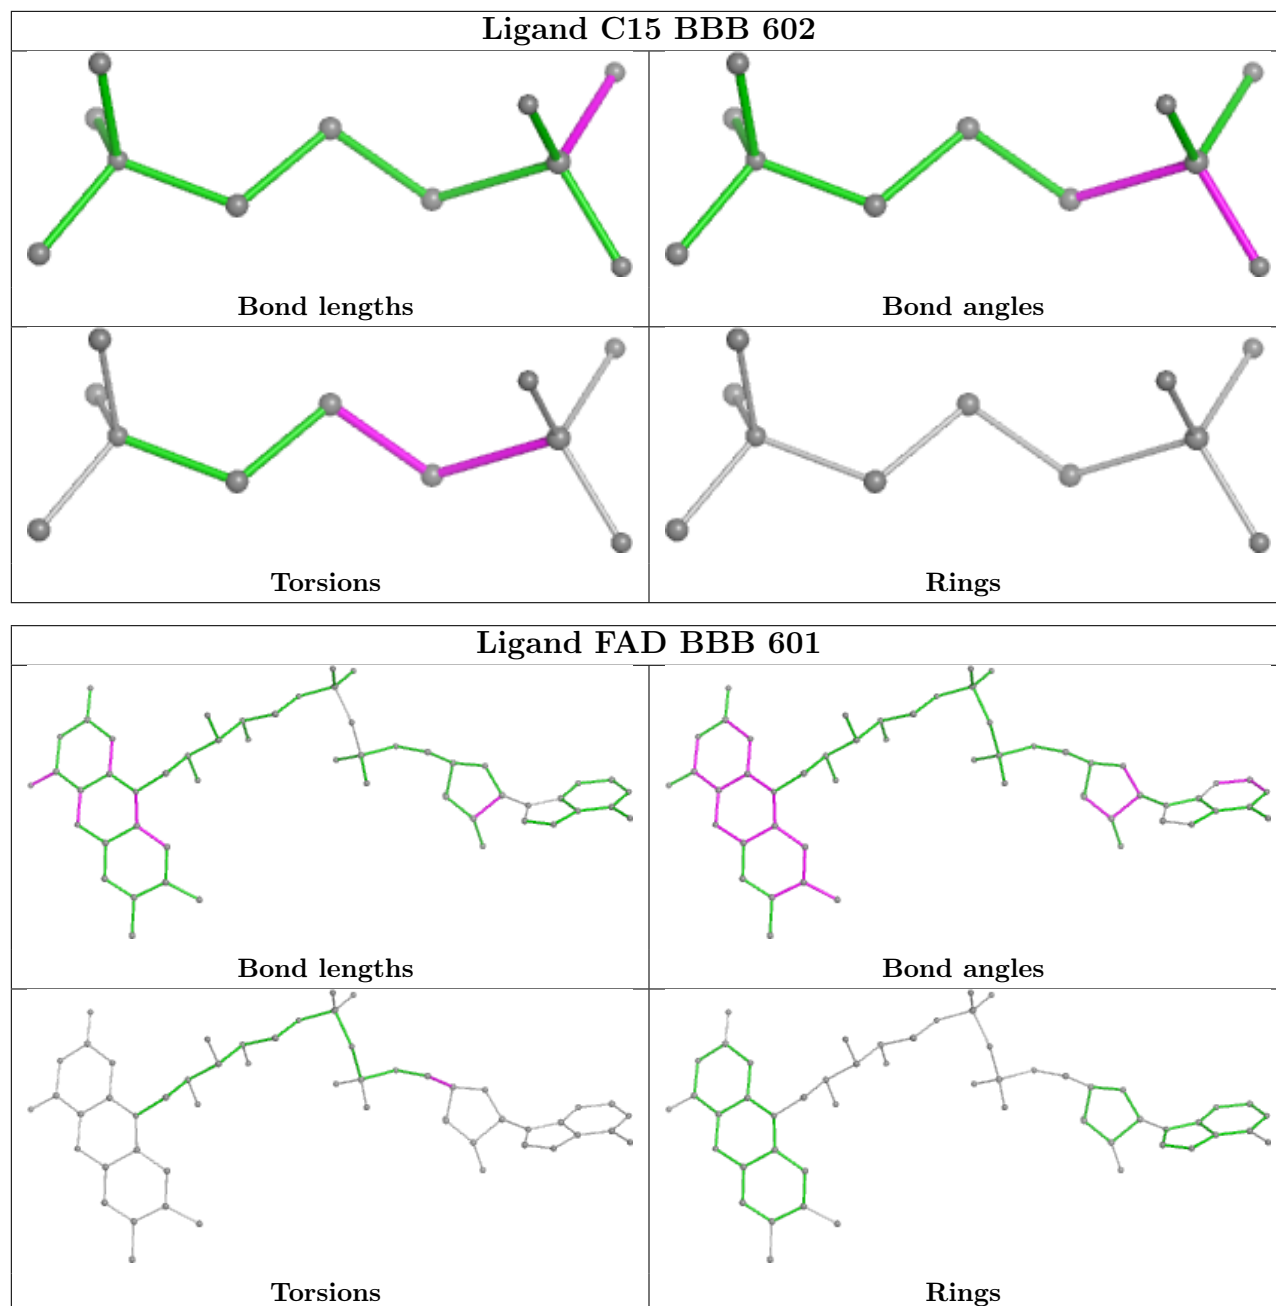 Ligand C15 BBB 602
Bond lengths
Bond angles
Torsions
Rings
Ligand FAD BBB 601
Bond lengths
Bond angles
Torsions
Rings